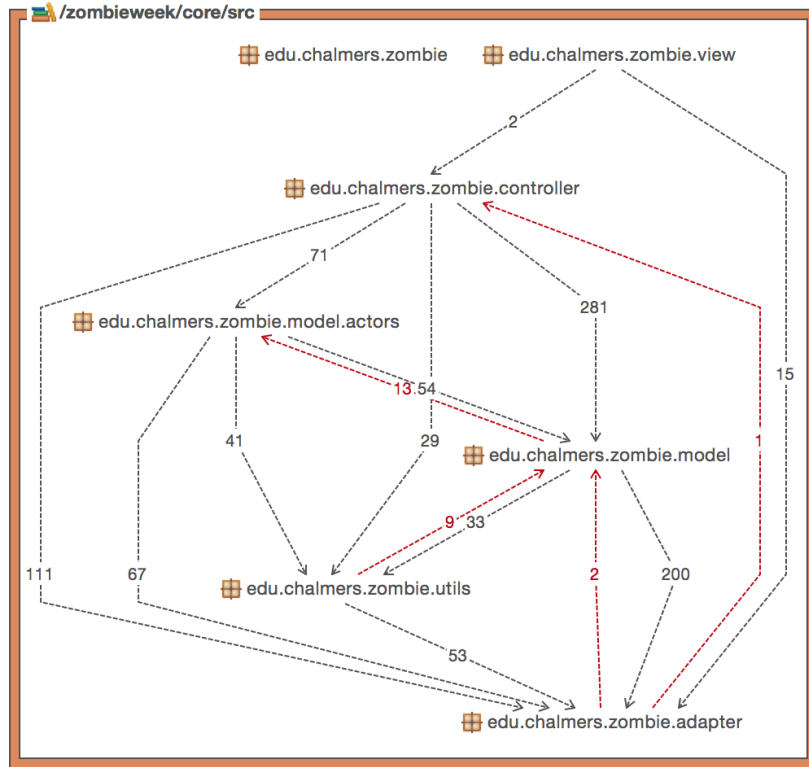 /zombieweek/core/src
edu.chalmers.zombie
edu.chalmers.zombie.view
2
edu.chalmers.zombie.controller
71
281
edu.chalmers.zombie.model.actors
15
13
54
41
29
1
edu.chalmers.zombie.model
9
33
111
67
2
200
edu.chalmers.zombie.utils
53
edu.chalmers.zombie.adapter